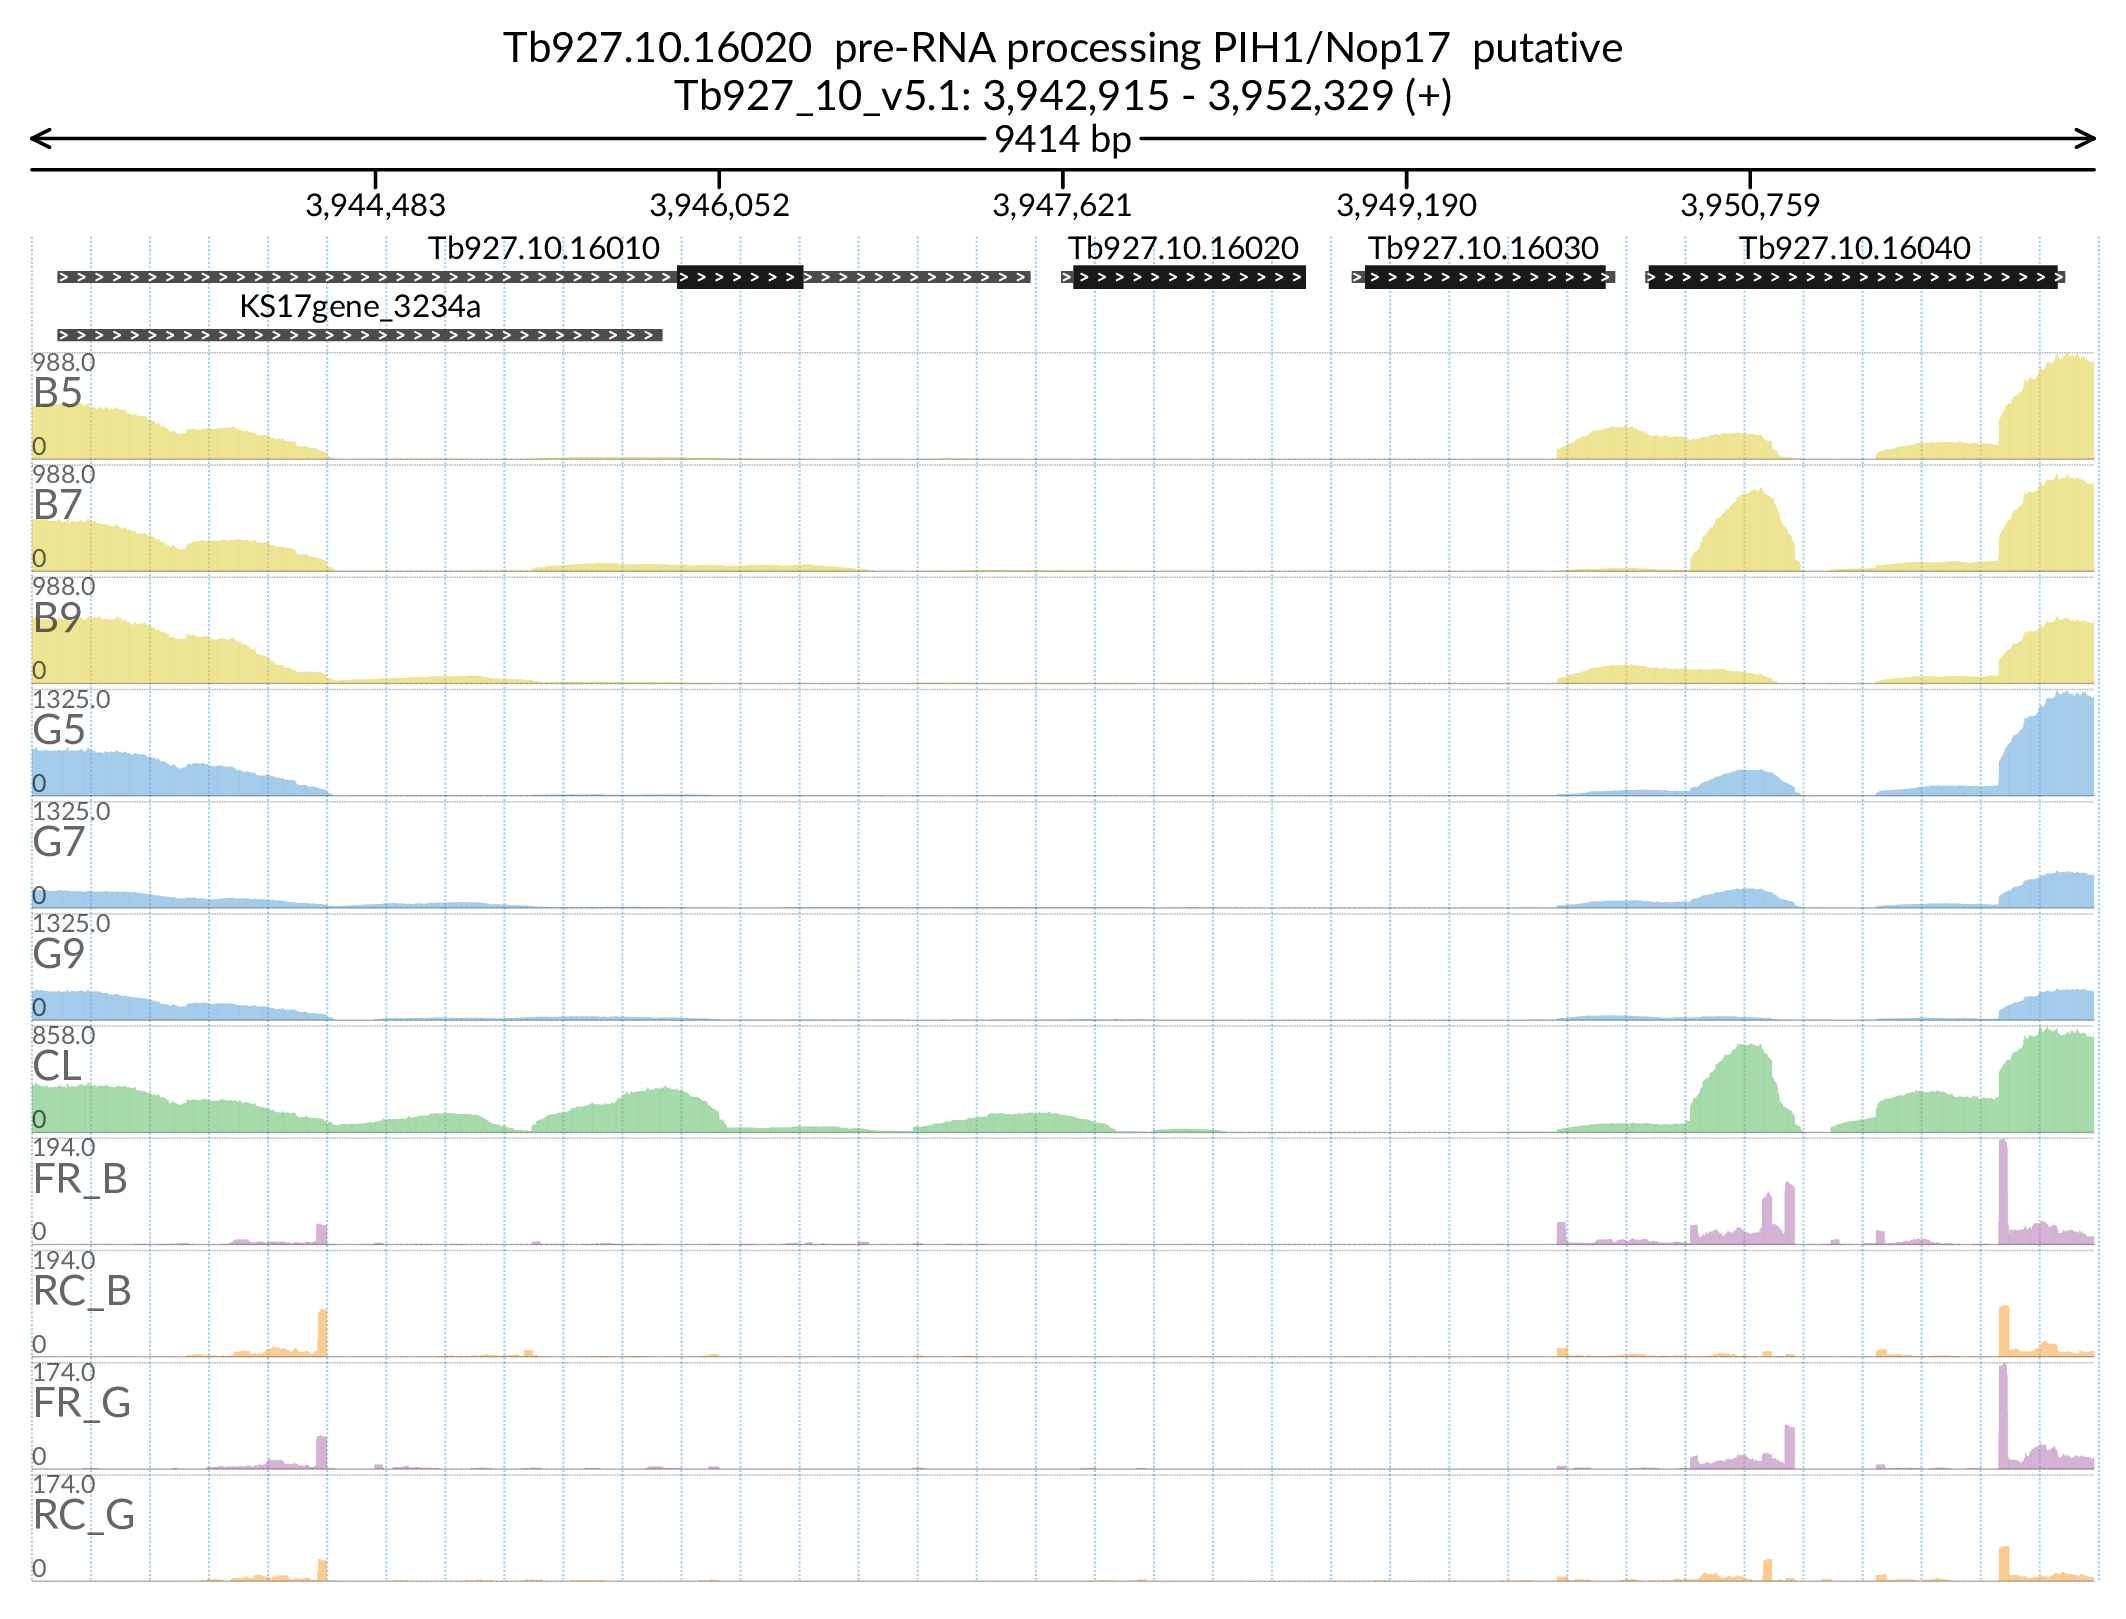 Tb927.10.16020  pre-RNA processing PIH1/Nop17  putative
Tb927_10_v5.1: 3,942,915 - 3,952,329 (+)
9414 bp
3,944,483 3,946,052 3,947,621 3,949,190 3,950,759
Tb927.10.16010 Tb927.10.16020 Tb927.10.16030 Tb927.10.16040
KS17gene_3234a
988.0
B5
0
988.0
B7
0
988.0
B9
0
1325.0
G5
0
1325.0
G7
0
1325.0
G9
0
858.0
CL
0
194.0
FR_B
0
194.0
RC_B
0
174.0
FR_G
0
174.0
RC_G
0